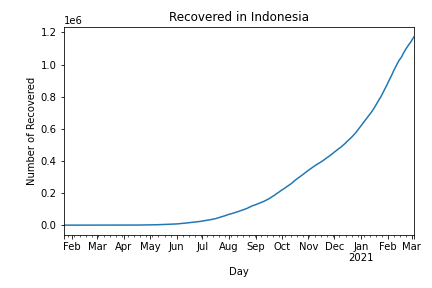 Recovered in Indonesia
1e6
1.2
1.0
0.8
0.6
0.4
0.2
0.0
Number of Recovered
Feb Mar Apr May Jun Jul Aug Sep Oct Nov Dec Jan Feb Mar
2021
Day